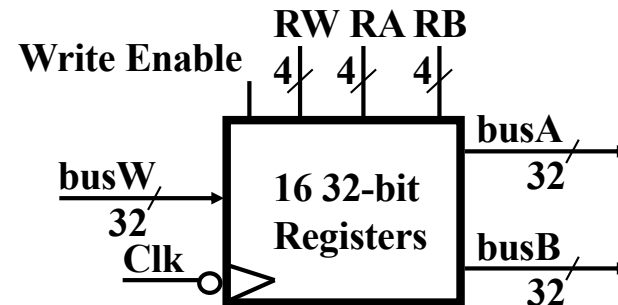 RW RA RB
Write Enable
4 4 4
busA
32
busW
32
16 32-bit
Registers
busB
32
Clk